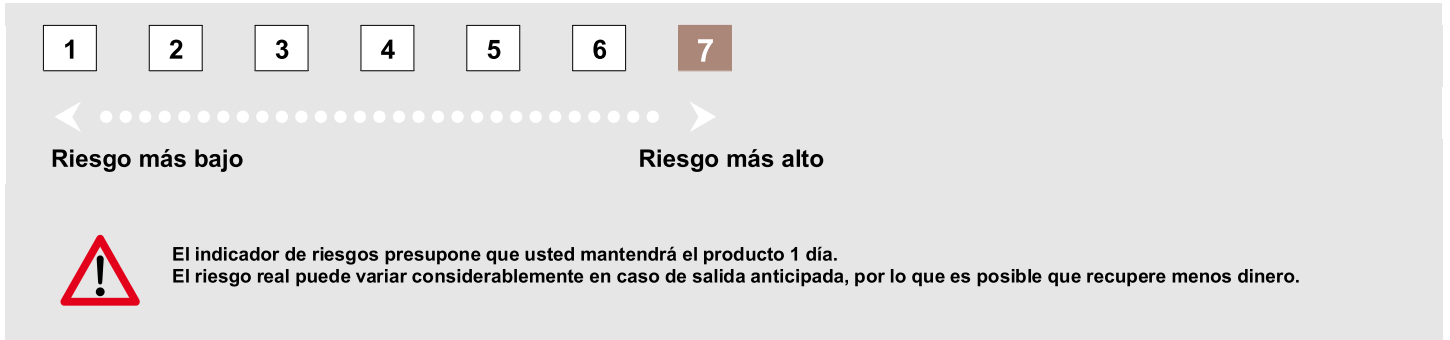 1 2 3 4 5 6 7
Riesgo más bajo Riesgo más alto
El indicador de riesgos presupone que usted mantendrá el producto 1 día.
El riesgo real puede variar considerablemente en caso de salida anticipada, por lo que es posible que recupere menos dinero.